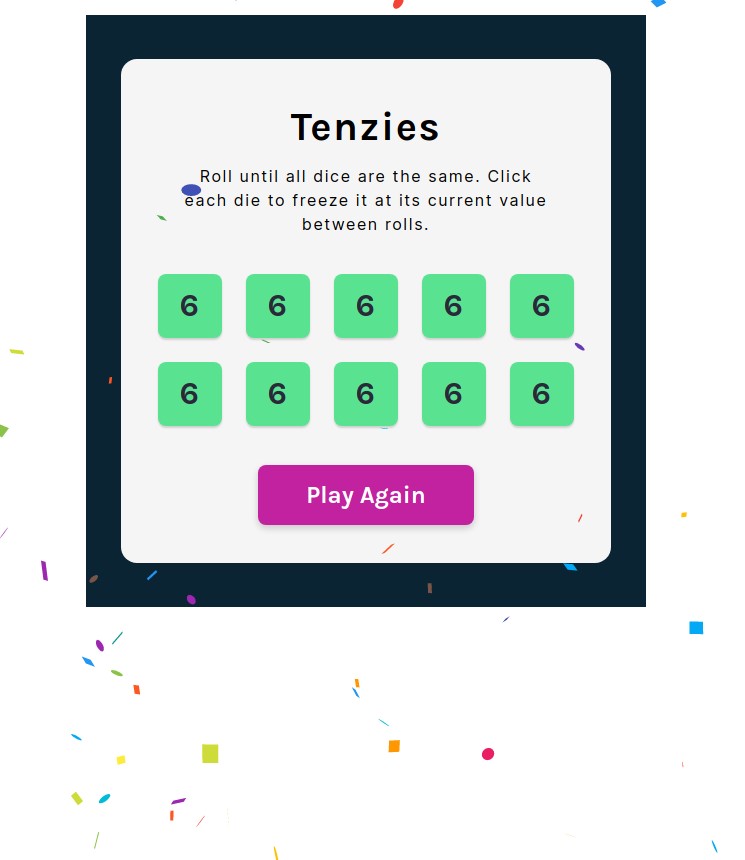 Tenzies
Roll until all dice are the same. Click
each die to freeze it at its current value
between rolls.
6 6 6 6 6
6 6 6 6 6
Play Again